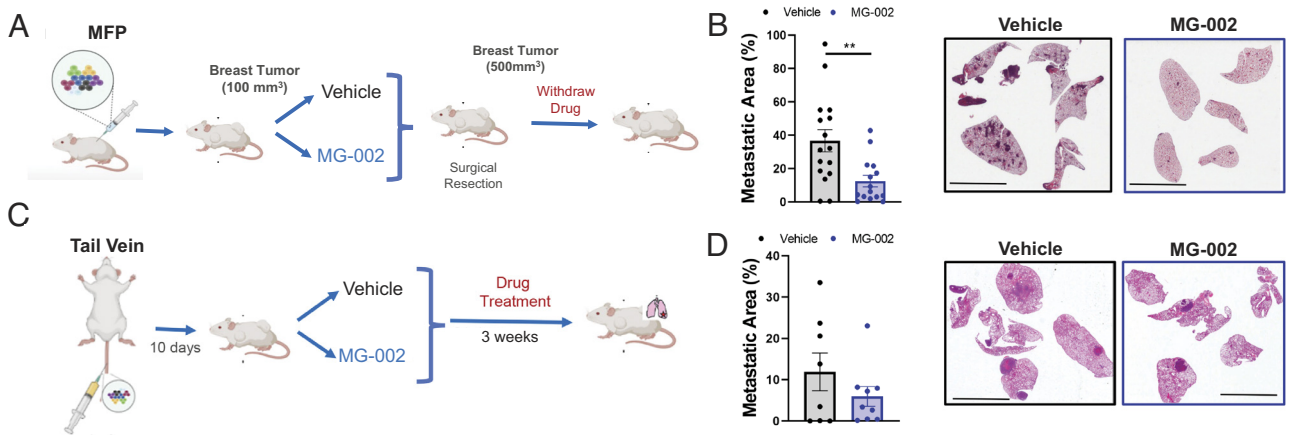 A
MFP
Breast Tumor
(100 mm³)
Vehicle
MG-002
Breast Tumor
(500mm³)
Withdraw
Drug
Surgical
Resection
B
Vehicle MG-002
Metastatic Area (%)
100
80
60
40
20
0
**
Vehicle
MG-002
C
Tail Vein
10 days
Vehicle
MG-002
Drug
Treatment
3 weeks
D
Vehicle MG-002
Metastatic Area (%)
40
30
20
10
0
Vehicle
MG-002